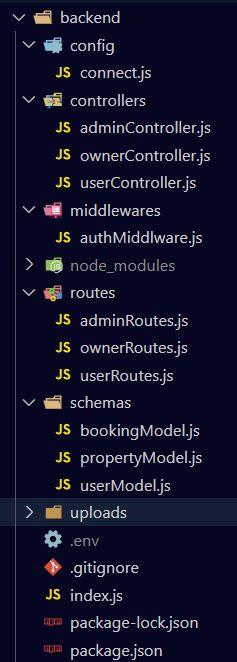 backend
config
JS connect.js
controllers
JS adminController.js
JS ownerController.js
JS userController.js
middlewares
JS authMiddlware.js
node_modules
routes
JS adminRoutes.js
JS ownerRoutes.js
JS userRoutes.js
schemas
JS bookingModel.js
JS propertyModel.js
JS userModel.js
uploads
.env
.gitignore
JS index.js
package-lock.json
package.json